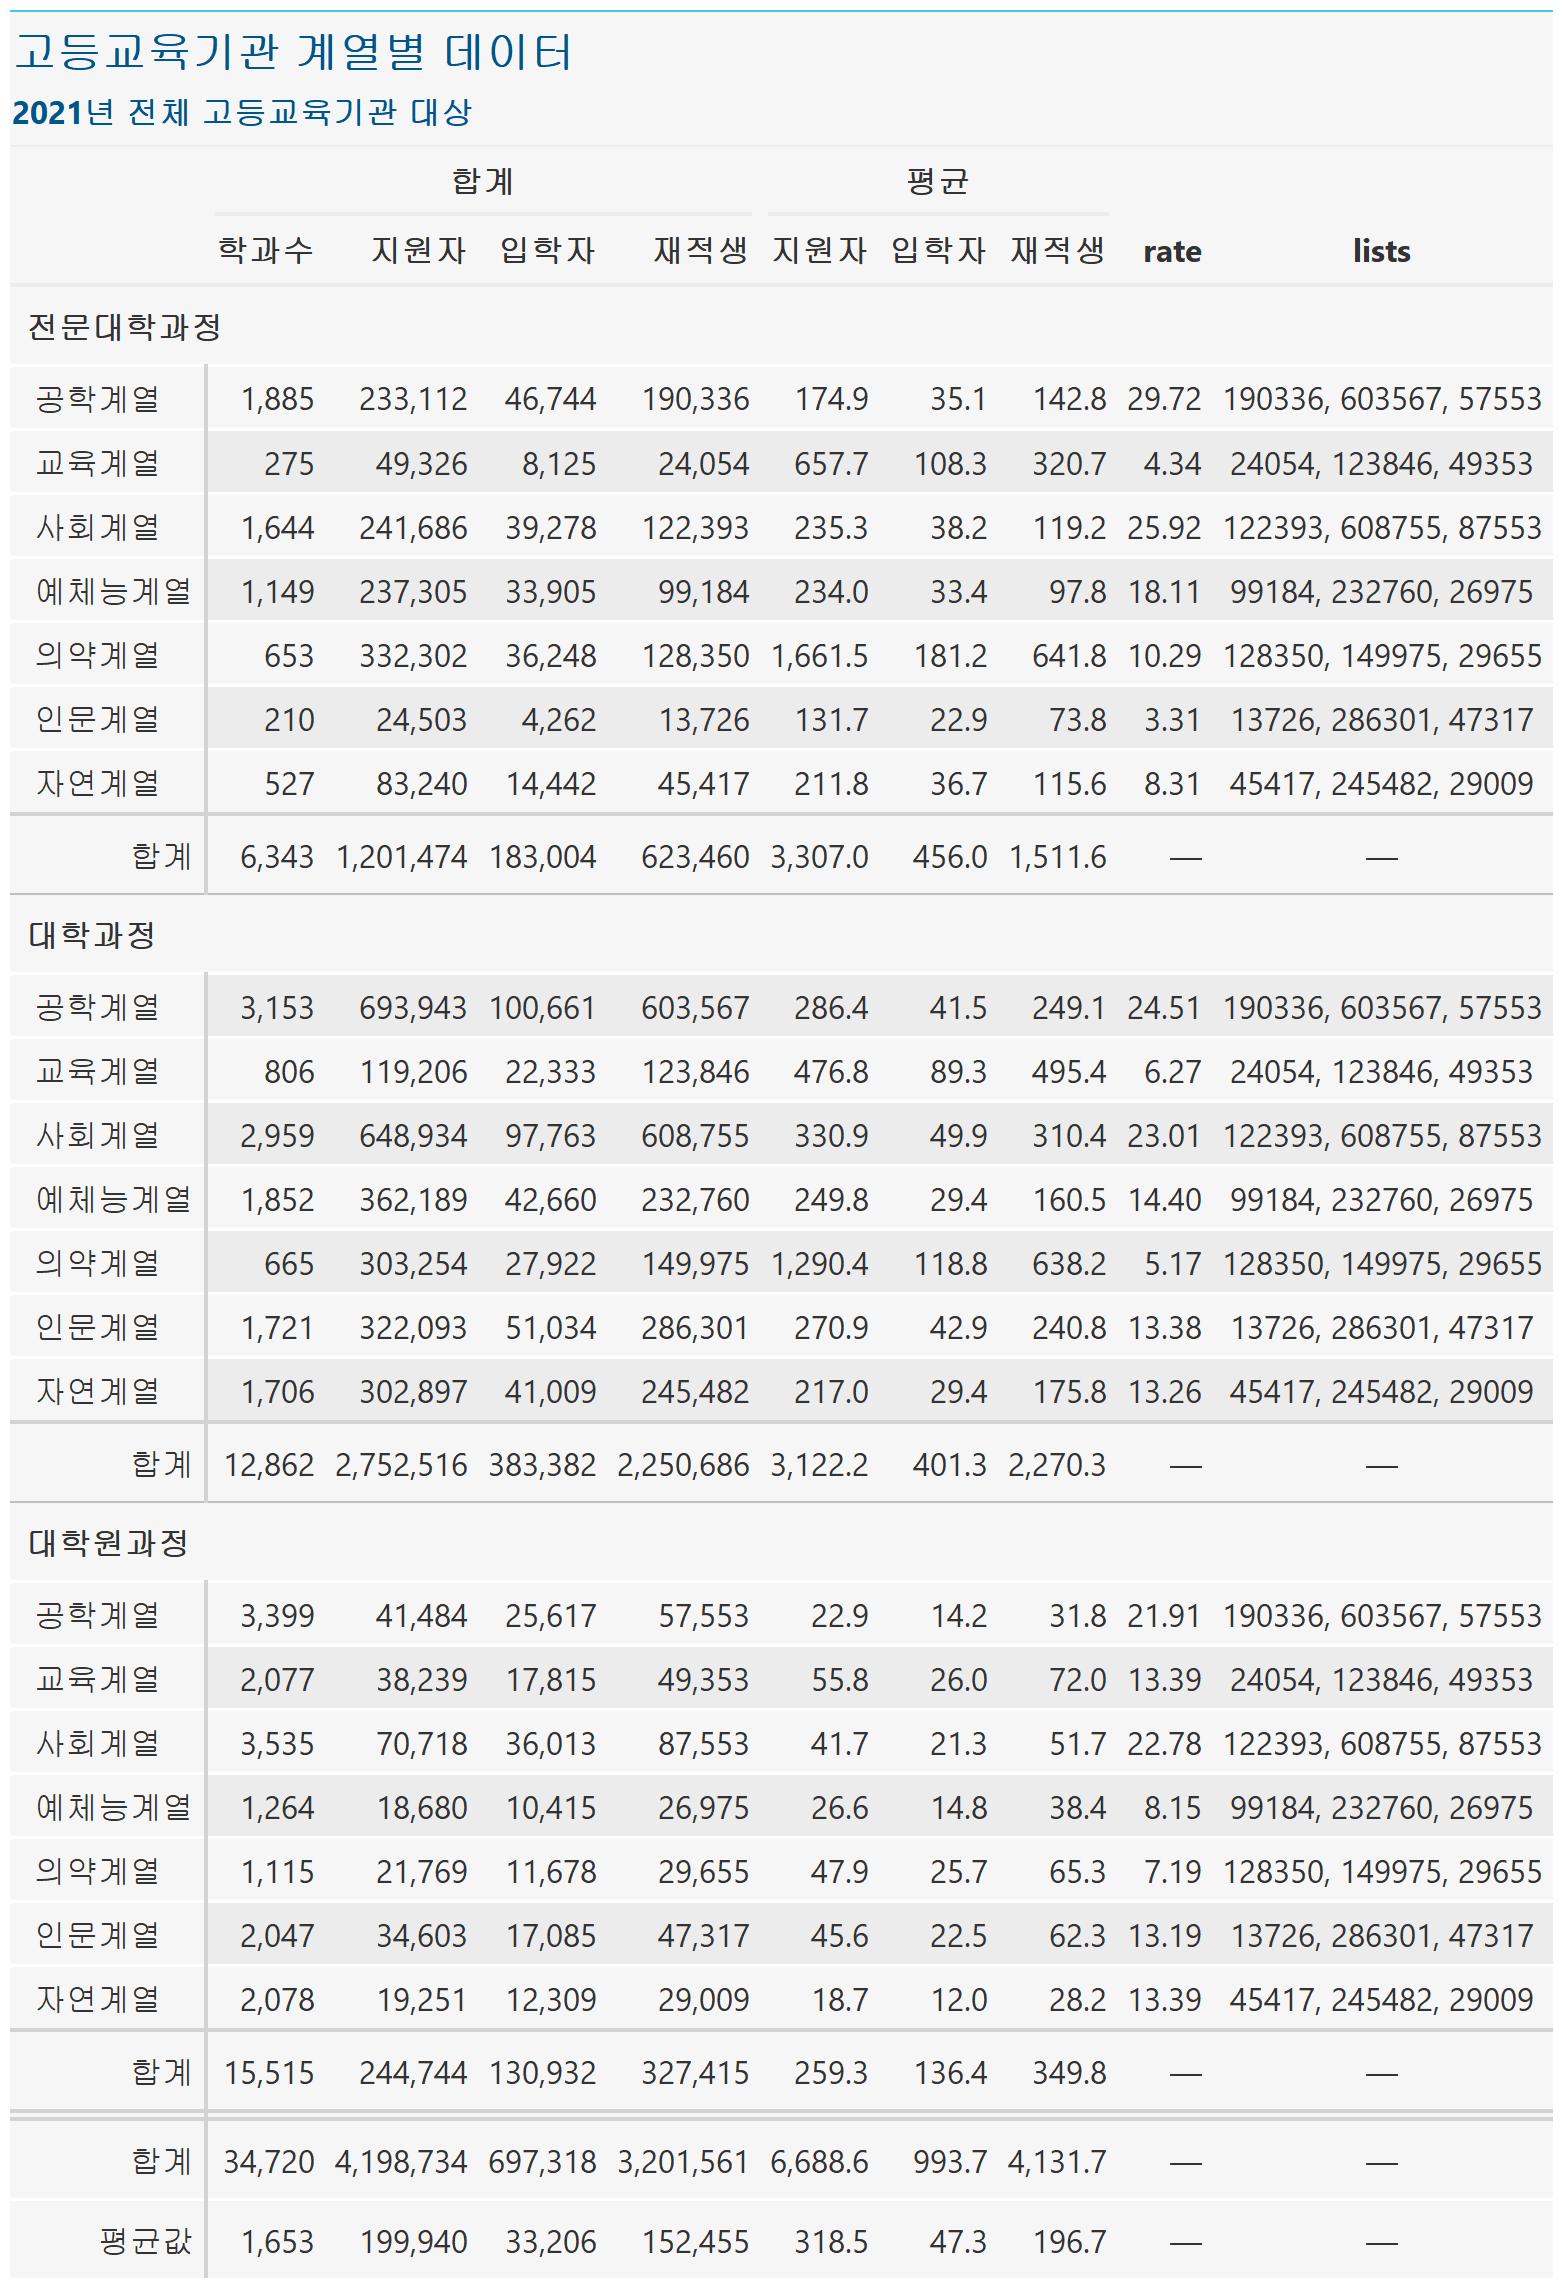 고등교육기관 계열별 데이터
2021년 전체 고등교육기관 대상
합계 평균
학과수 지원자 입학자 재적생 지원자 입학자 재적생 rate lists
전문대학과정
공학계열 1,885 233,112 46,744 190,336 174.9 35.1 142.8 29.72 190336, 603567, 57553
교육계열 275 49,326 8,125 24,054 657.7 108.3 320.7 4.34 24054, 123846, 49353
사회계열 1,644 241,686 39,278 122,393 235.3 38.2 119.2 25.92 122393, 608755, 87553
예체능계열 1,149 237,305 33,905 99,184 234.0 33.4 97.8 18.11 99184, 232760, 26975
의약계열 653 332,302 36,248 128,350 1,661.5 181.2 641.8 10.29 128350, 149975, 29655
인문계열 210 24,503 4,262 13,726 131.7 22.9 73.8 3.31 13726, 286301, 47317
자연계열 527 83,240 14,442 45,417 211.8 36.7 115.6 8.31 45417, 245482, 29009
합계 6,343 1,201,474 183,004 623,460 3,307.0 456.0 1,511.6 — —
대학과정
공학계열 3,153 693,943 100,661 603,567 286.4 41.5 249.1 24.51 190336, 603567, 57553
교육계열 806 119,206 22,333 123,846 476.8 89.3 495.4 6.27 24054, 123846, 49353
사회계열 2,959 648,934 97,763 608,755 330.9 49.9 310.4 23.01 122393, 608755, 87553
예체능계열 1,852 362,189 42,660 232,760 249.8 29.4 160.5 14.40 99184, 232760, 26975
의약계열 665 303,254 27,922 149,975 1,290.4 118.8 638.2 5.17 128350, 149975, 29655
인문계열 1,721 322,093 51,034 286,301 270.9 42.9 240.8 13.38 13726, 286301, 47317
자연계열 1,706 302,897 41,009 245,482 217.0 29.4 175.8 13.26 45417, 245482, 29009
합계 12,862 2,752,516 383,382 2,250,686 3,122.2 401.3 2,270.3 — —
대학원과정
공학계열 3,399 41,484 25,617 57,553 22.9 14.2 31.8 21.91 190336, 603567, 57553
교육계열 2,077 38,239 17,815 49,353 55.8 26.0 72.0 13.39 24054, 123846, 49353
사회계열 3,535 70,718 36,013 87,553 41.7 21.3 51.7 22.78 122393, 608755, 87553
예체능계열 1,264 18,680 10,415 26,975 26.6 14.8 38.4 8.15 99184, 232760, 26975
의약계열 1,115 21,769 11,678 29,655 47.9 25.7 65.3 7.19 128350, 149975, 29655
인문계열 2,047 34,603 17,085 47,317 45.6 22.5 62.3 13.19 13726, 286301, 47317
자연계열 2,078 19,251 12,309 29,009 18.7 12.0 28.2 13.39 45417, 245482, 29009
합계 15,515 244,744 130,932 327,415 259.3 136.4 349.8 — —
합계 34,720 4,198,734 697,318 3,201,561 6,688.6 993.7 4,131.7 — —
평균값 1,653 199,940 33,206 152,455 318.5 47.3 196.7 — —